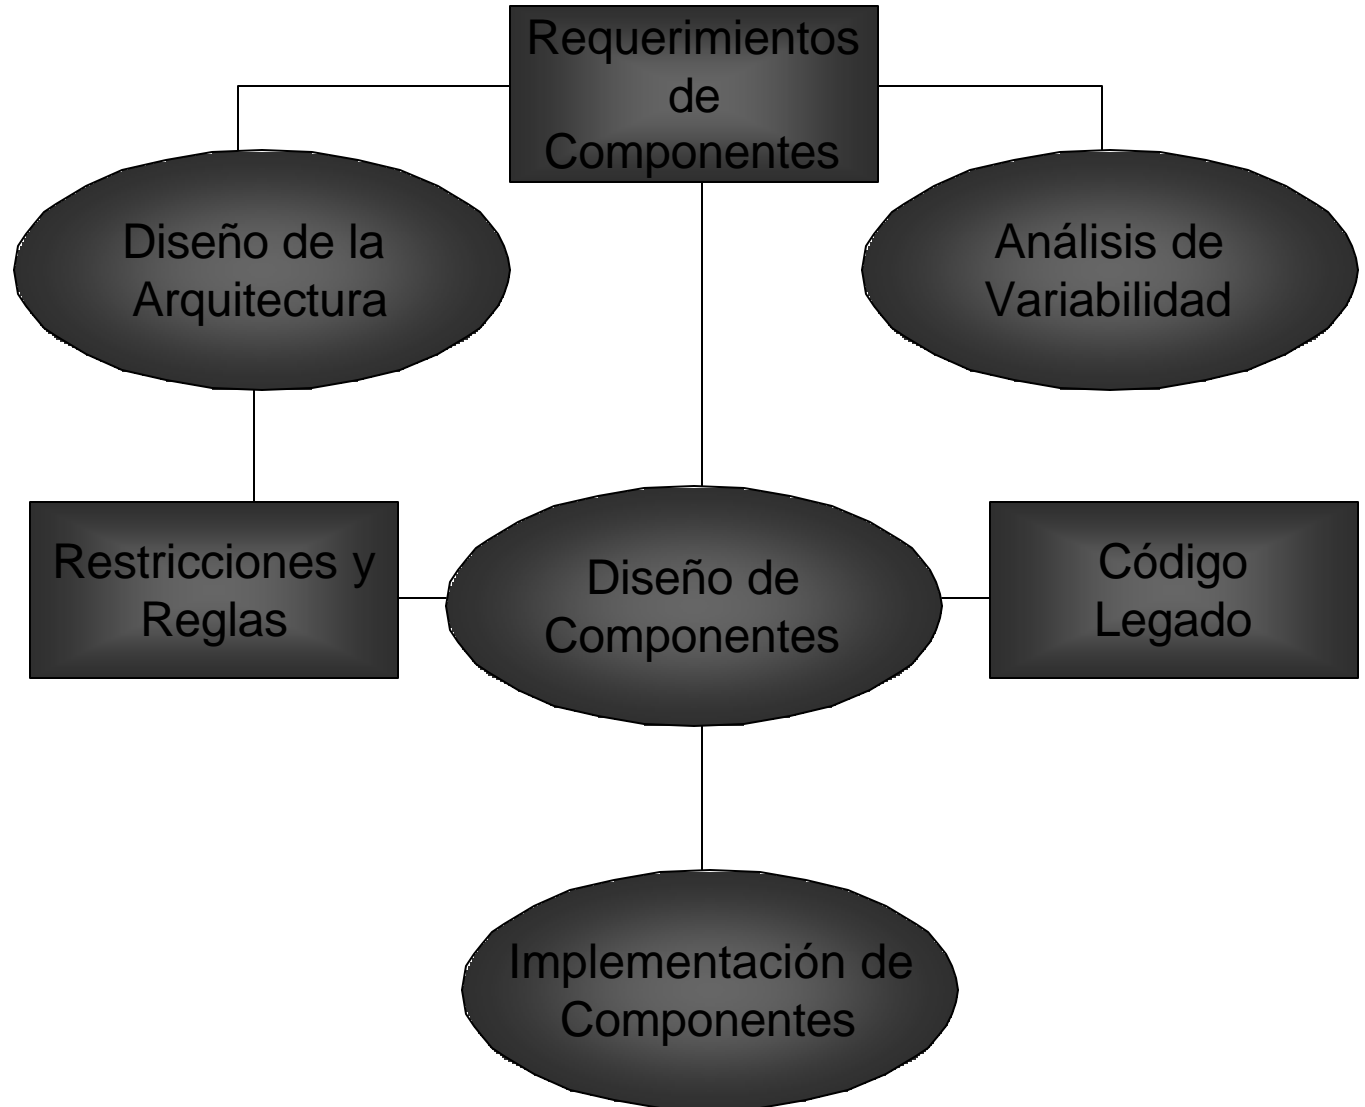 Requerimientos
de
Componentes
Diseño de la
Arquitectura
Análisis de
Variabilidad
Restricciones y
Reglas
Diseño de
Componentes
Código
Legado
Implementación de
Componentes